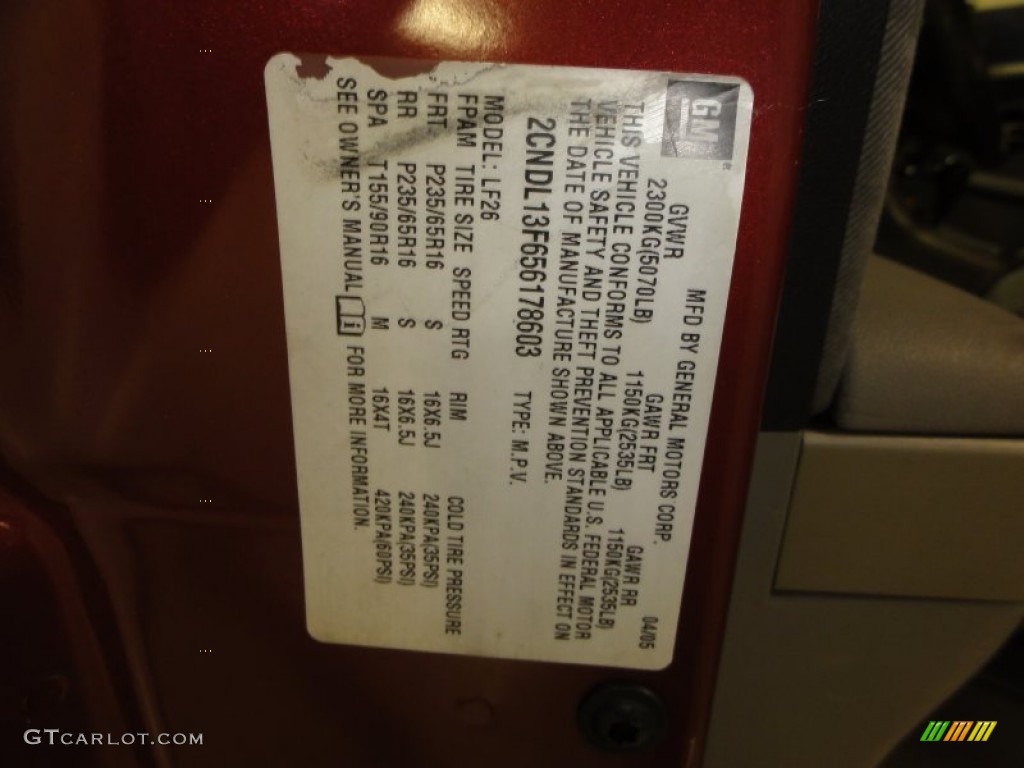 GM
MFD BY GENERAL MOTORS CORP.
04/05
GVWR GAWR FRT GAWR RR
2300KG(5070LB) 1150KG(2535LB) 1150KG(2535LB)
THIS VEHICLE CONFORMS TO ALL APPLICABLE U.S. FEDERAL MOTOR
VEHICLE SAFETY AND THEFT PREVENTION STANDARDS IN EFFECT ON
THE DATE OF MANUFACTURE SHOWN ABOVE.
2CNDL13F656178603 TYPE: M.P.V.
MODEL: LF26
FPAM TIRE SIZE SPEED RTG RIM COLD TIRE PRESSURE
FRT P235/65R16 S 16X6.5J 240KPA(35PSI)
RR P235/65R16 S 16X6.5J 240KPA(35PSI)
SPA T155/90R16 M 16X4T 420KPA(60PSI)
SEE OWNER'S MANUAL i FOR MORE INFORMATION.
GTCARLOT.COM